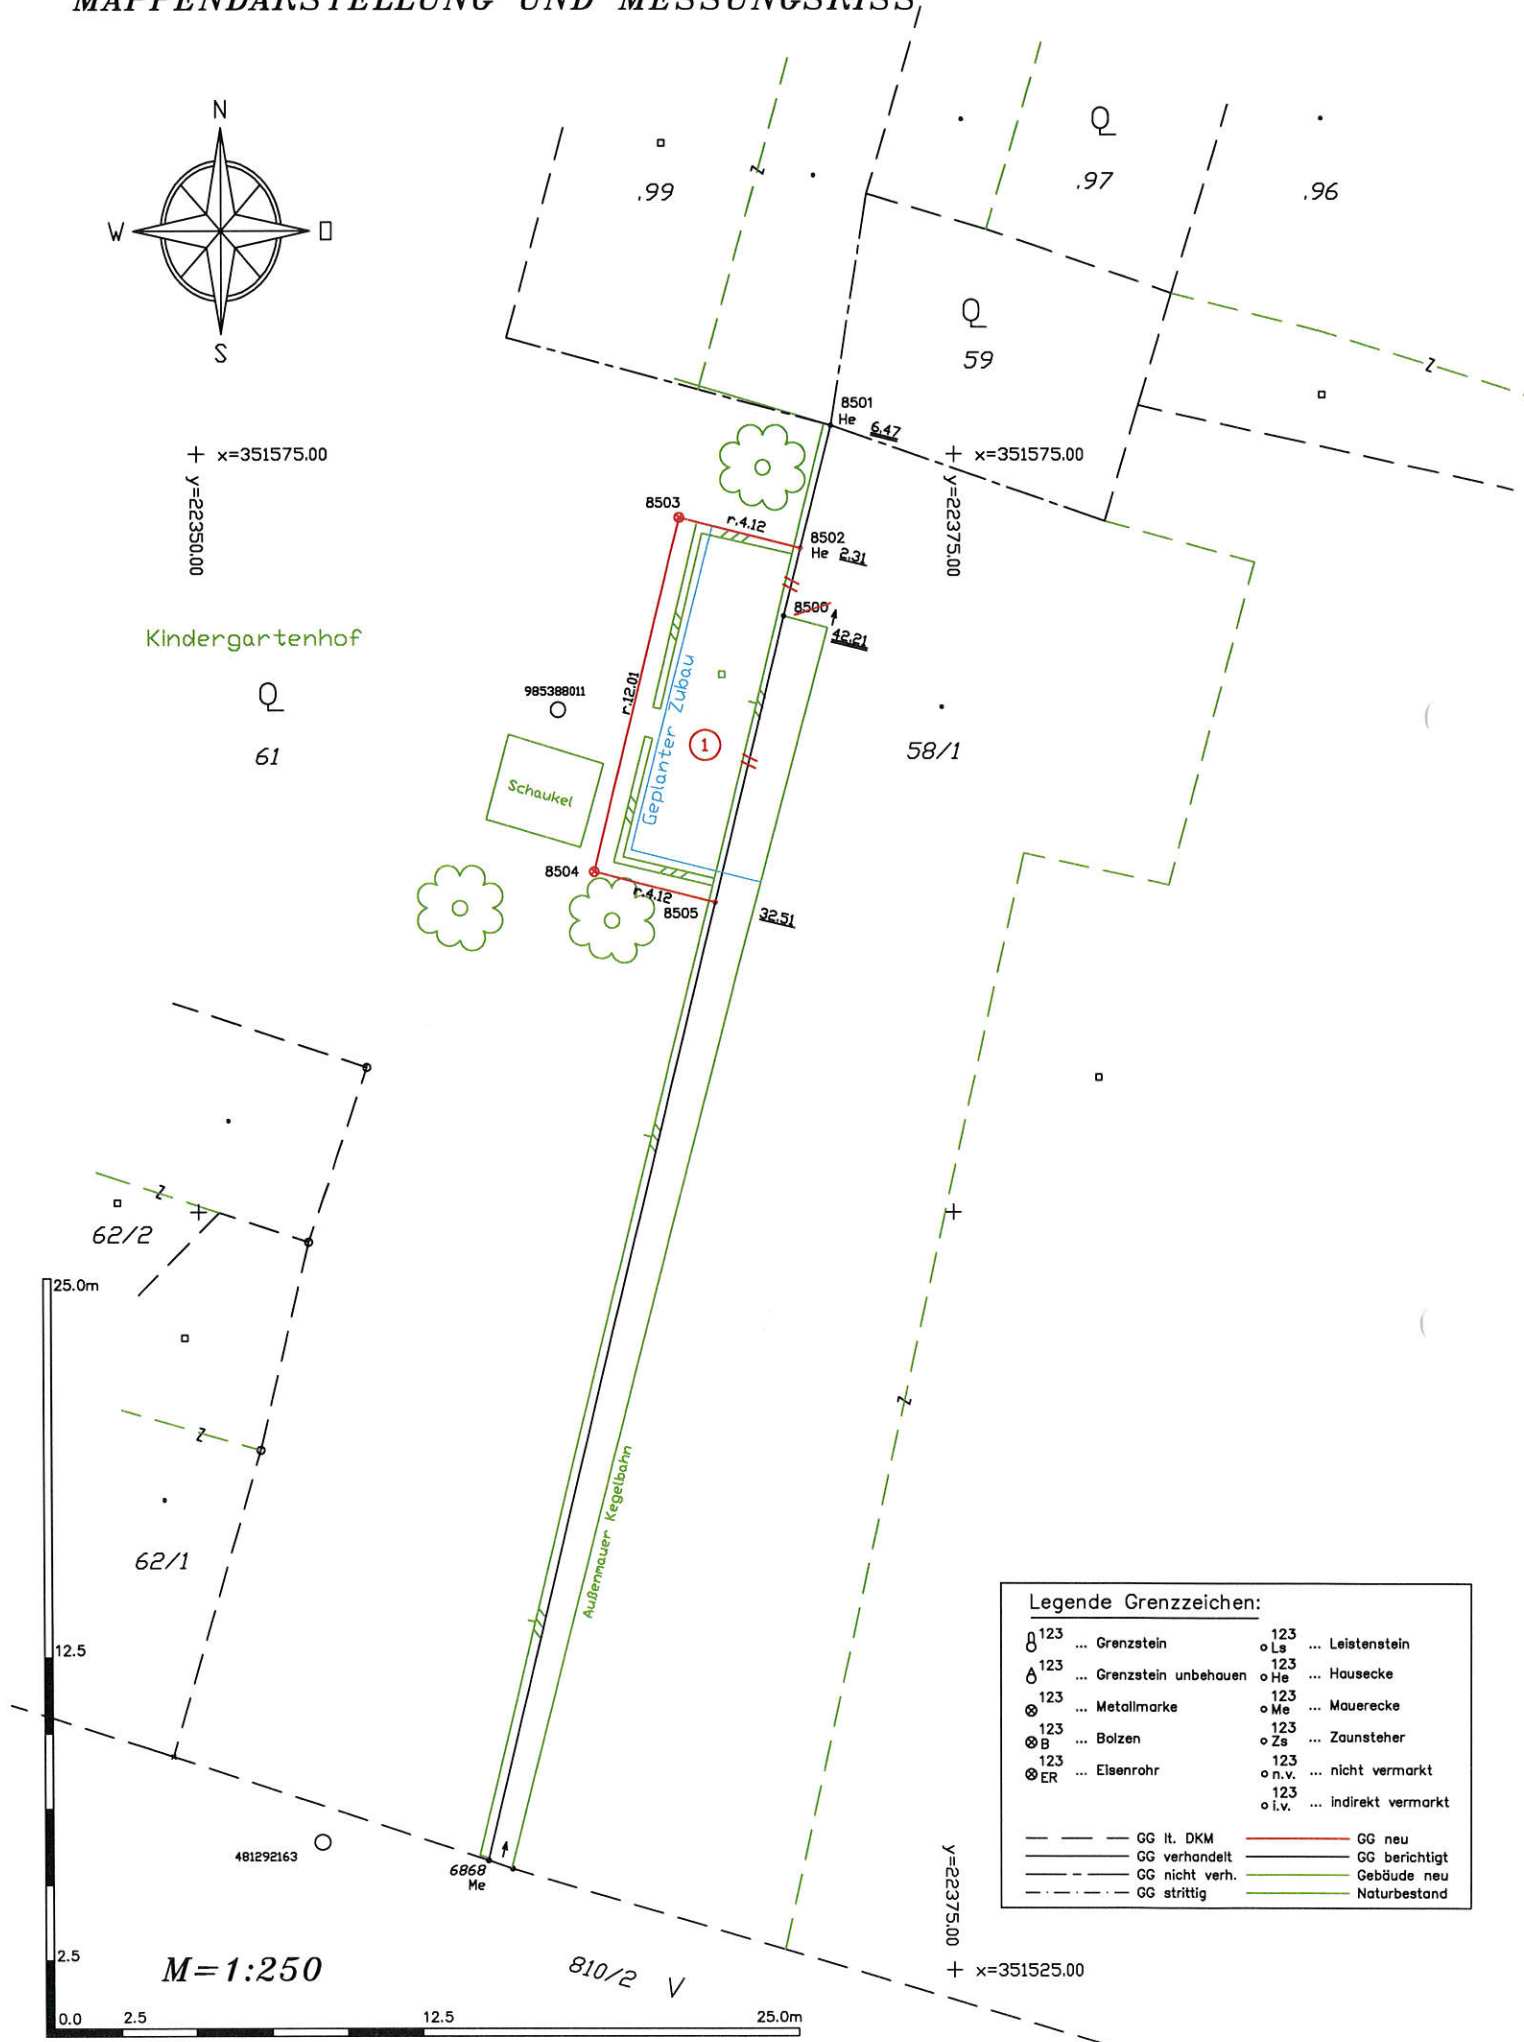 MAPPENDARSTELLUNG UND MESSUNGSRISS
N
W O
S
.99
.97
.96
59
8501
He 6.47
x=351575.00
y=22350.00
x=351575.00
y=22375.00
8503
r.4.12
8502
He 2.31
8500
42.21
Kindergartenhof
985388011
r.12.01
Geplanter Zubau
1
61
58/1
Schaukel
8504
r.4.12
8505
32.51
62/2
25.0m
Außenmauer Kegelbahn
62/1
12.5
Legende Grenzzeichen:
123 ... Grenzstein
123 Ls ... Leistenstein
123 ... Grenzstein unbehauen
123 He ... Hausecke
123 ... Metallmarke
123 Me ... Mauerecke
123 B ... Bolzen
123 Zs ... Zaunsteher
123 ER ... Eisenrohr
123 n.v. ... nicht vermarkt
123 i.v. ... indirekt vermarkt
GG lt. DKM
GG neu
GG verhandelt
GG berichtigt
GG nicht verh.
Gebäude neu
GG strittig
Naturbestand
481292163
6868
Me
y=22375.00
x=351525.00
2.5
M=1:250
810/2 V
0.0 2.5 12.5 25.0m